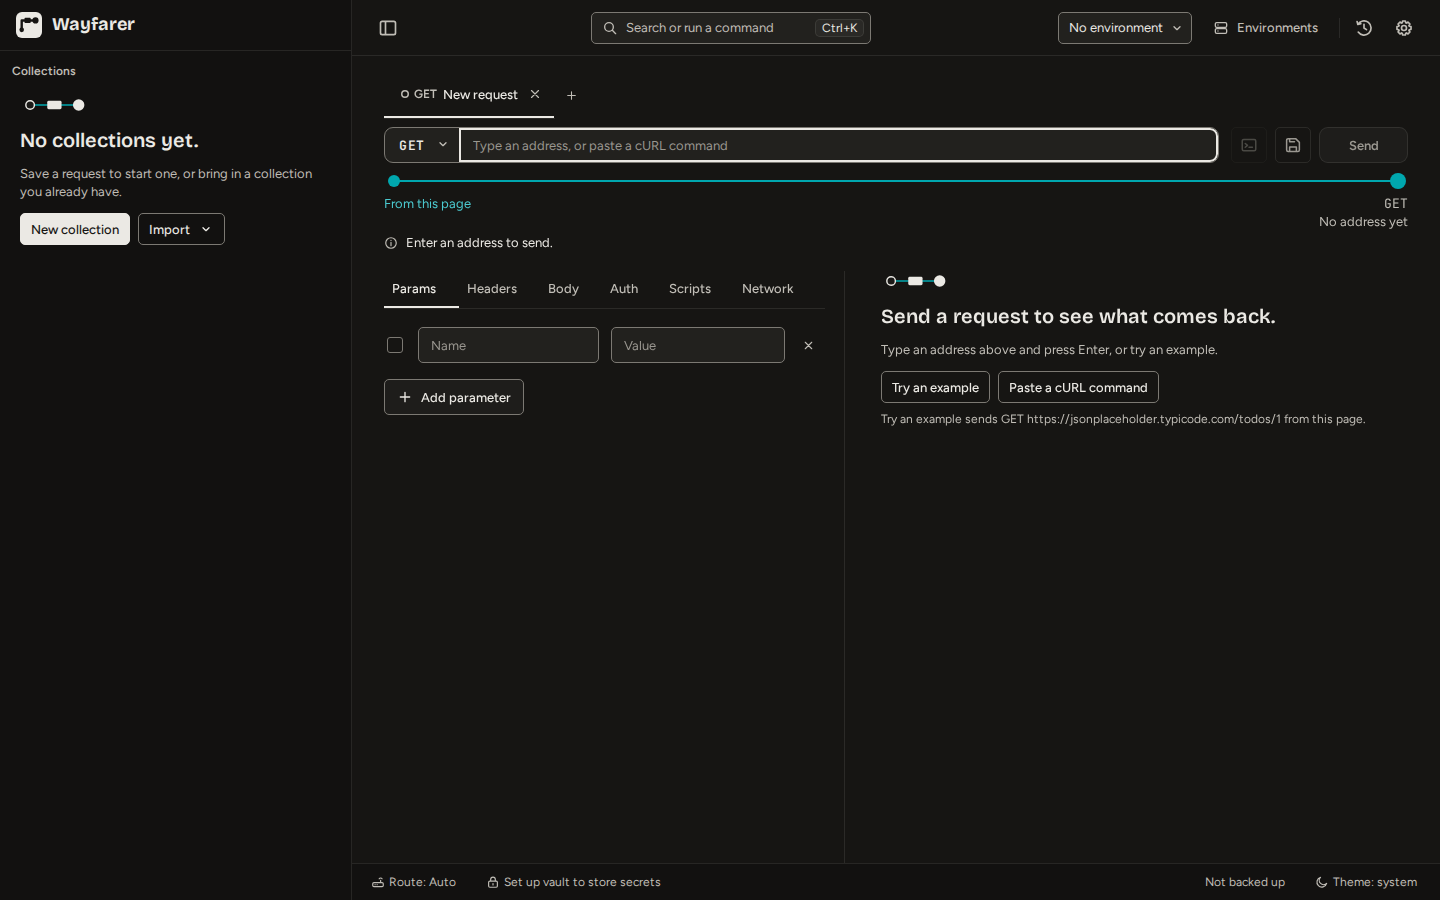 Wayfarer
Search or run a command
Ctrl+K
No environment
Environments
Collections
No collections yet.
Save a request to start one, or bring in a collection
you already have.
New collection
Import
GET New request
GET
Type an address, or paste a cURL command
Send
From this page
GET
No address yet
Enter an address to send.
Params
Headers
Body
Auth
Scripts
Network
Name
Value
Add parameter
Send a request to see what comes back.
Type an address above and press Enter, or try an example.
Try an example
Paste a cURL command
Try an example sends GET https://jsonplaceholder.typicode.com/todos/1 from this page.
Route: Auto
Set up vault to store secrets
Not backed up
Theme: system